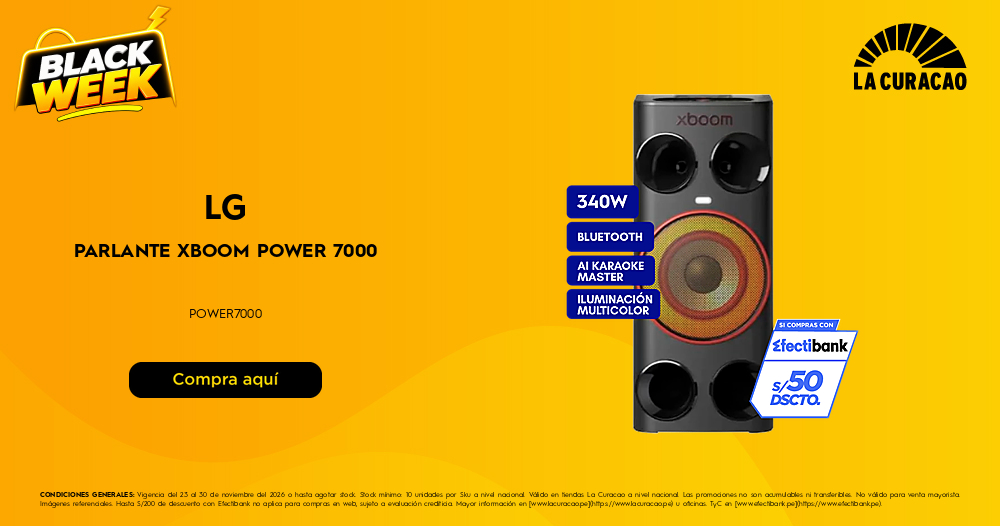 BLACK
WEEK
LA CURACAO
xboom
LG
PARLANTE XBOOM POWER 7000
POWER7000
Compra aquí
340W
BLUETOOTH
AI KARAOKE
MASTER
ILUMINACIÓN
MULTICOLOR
SI COMPRAS CON
Efectibank
S/50
DSCTO.
CONDICIONES GENERALES: Vigencia del 23 al 30 de noviembre del 2026 o hasta agotar stock. Stock mínimo: 10 unidades por Sku a nivel nacional. Válido en tiendas La Curacao a nivel nacional. Las promociones no son acumulables ni transferibles. No válido para venta mayorista.
Imágenes referenciales. Hasta S/200 de descuento con Efectibank no aplica para compras en web, sujeto a evaluación crediticia. Mayor información en [www.lacuracao.pe](https://www.lacuracao.pe) u oficinas. TyC en [www.efectibank.pe](https://www.efectibank.pe).